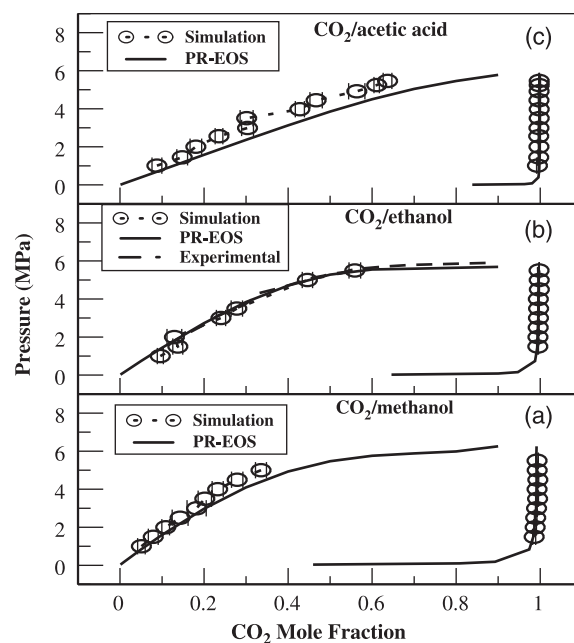 CO₂/acetic acid
(c)
Simulation
PR-EOS
8
6
4
2
0
CO₂/ethanol
(b)
Simulation
PR-EOS
Experimental
8
6
4
2
0
Pressure (MPa)
CO₂/methanol
(a)
Simulation
PR-EOS
8
6
4
2
0
0 0.2 0.4 0.6 0.8 1
CO₂ Mole Fraction